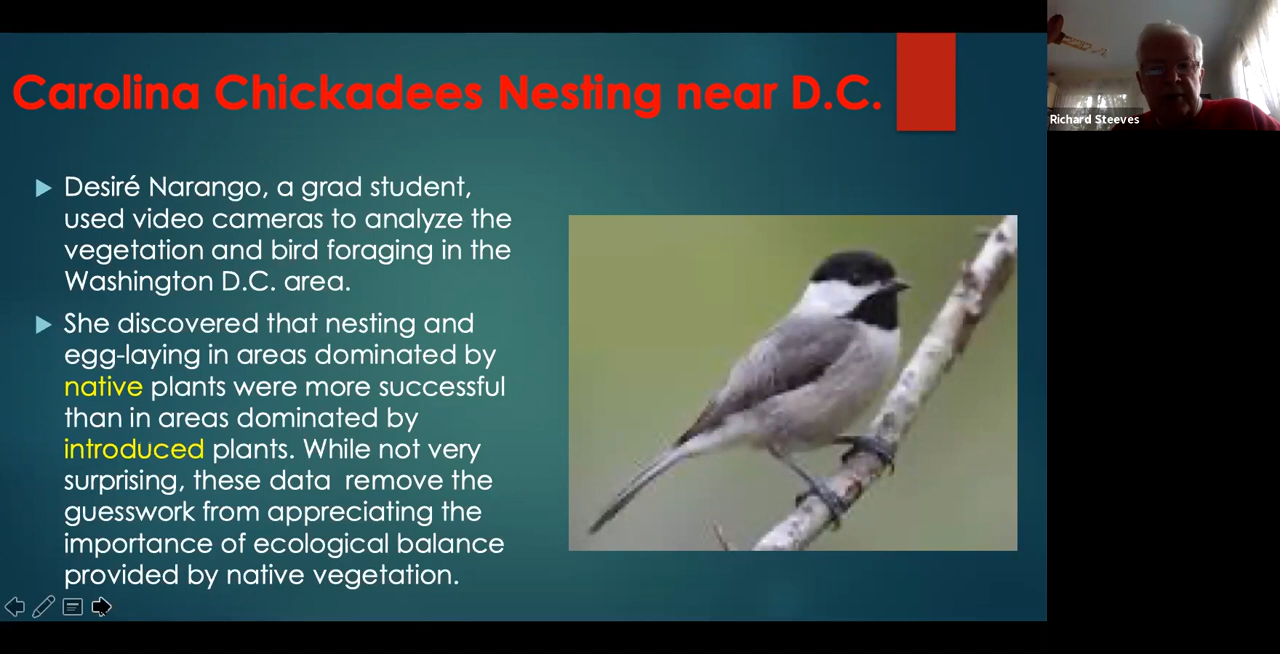 Carolina Chickadees Nesting near D.C.
Richard Steeves
Desiré Narango, a grad student,
used video cameras to analyze the
vegetation and bird foraging in the
Washington D.C. area.
She discovered that nesting and
egg-laying in areas dominated by
native plants were more successful
than in areas dominated by
introduced plants. While not very
surprising, these data  remove the
guesswork from appreciating the
importance of ecological balance
provided by native vegetation.